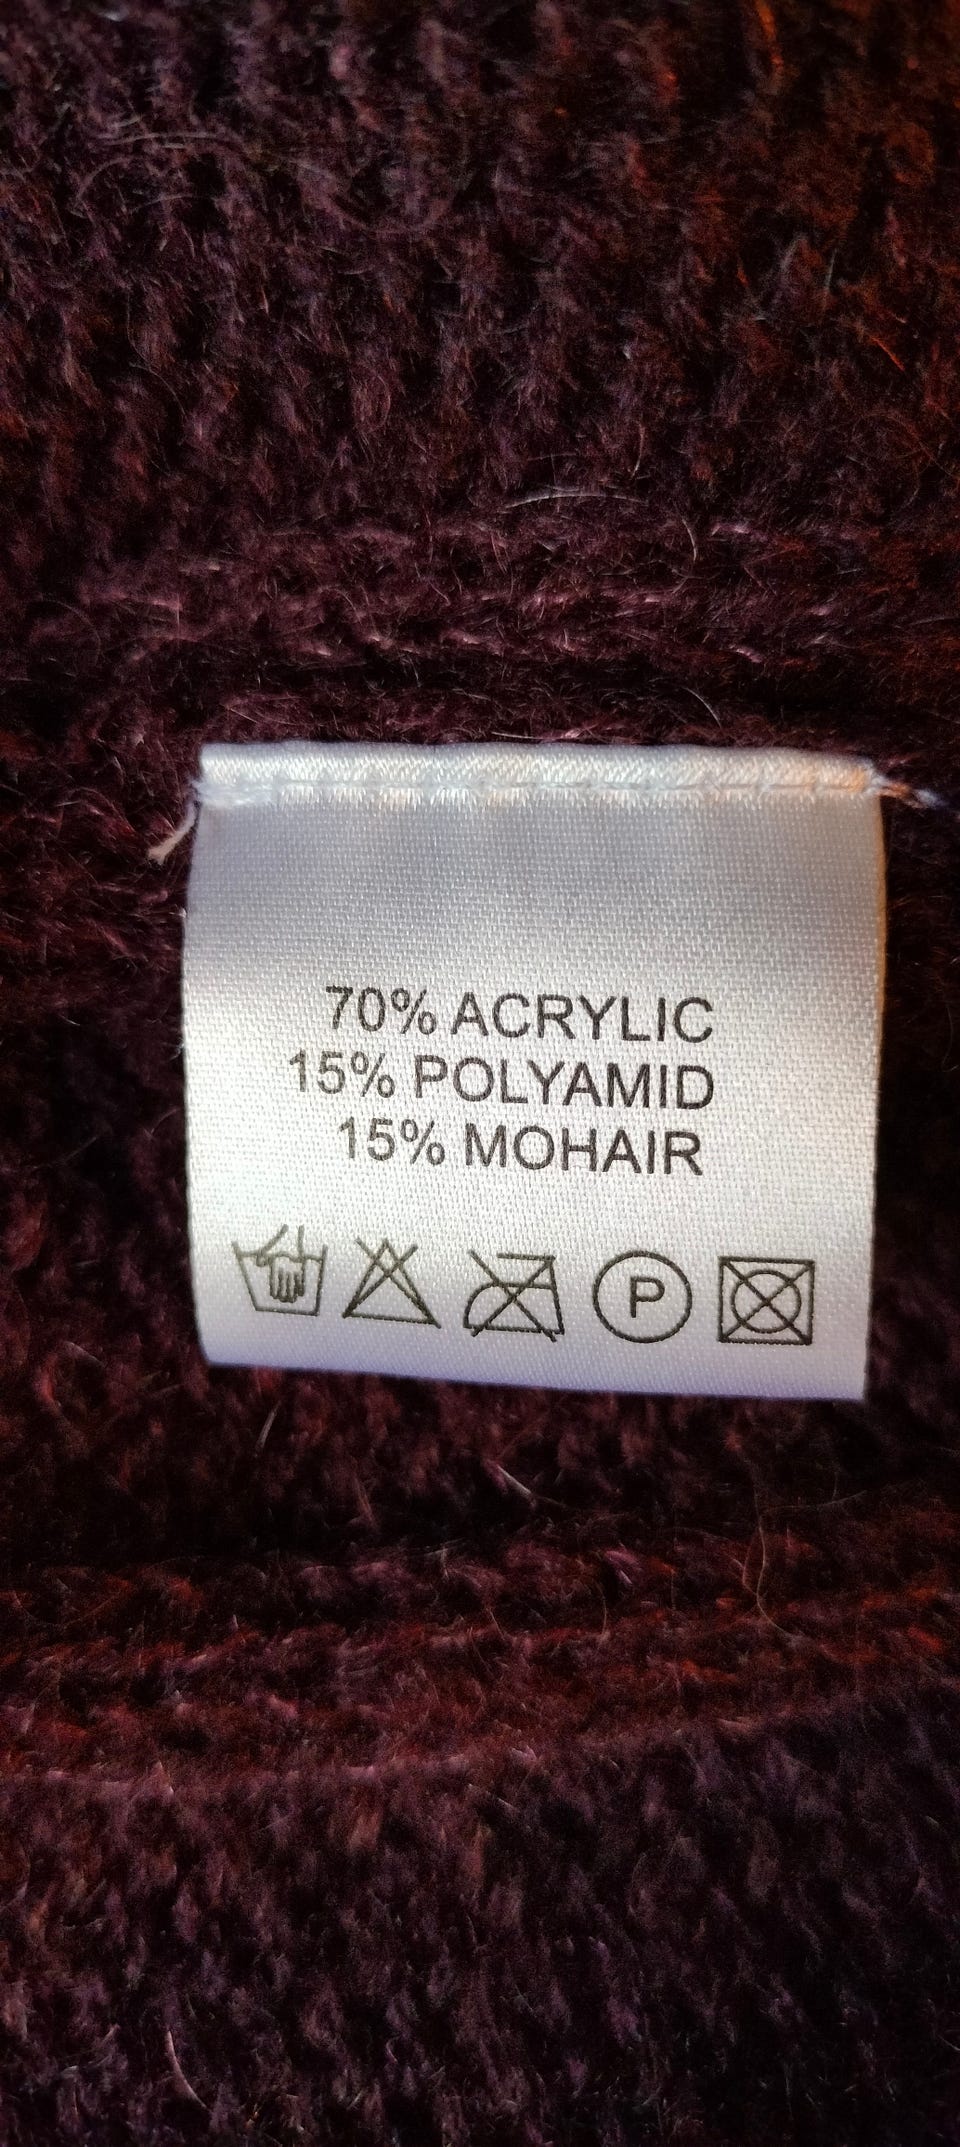 70% ACRYLIC
15% POLYAMID
15% MOHAIR
P